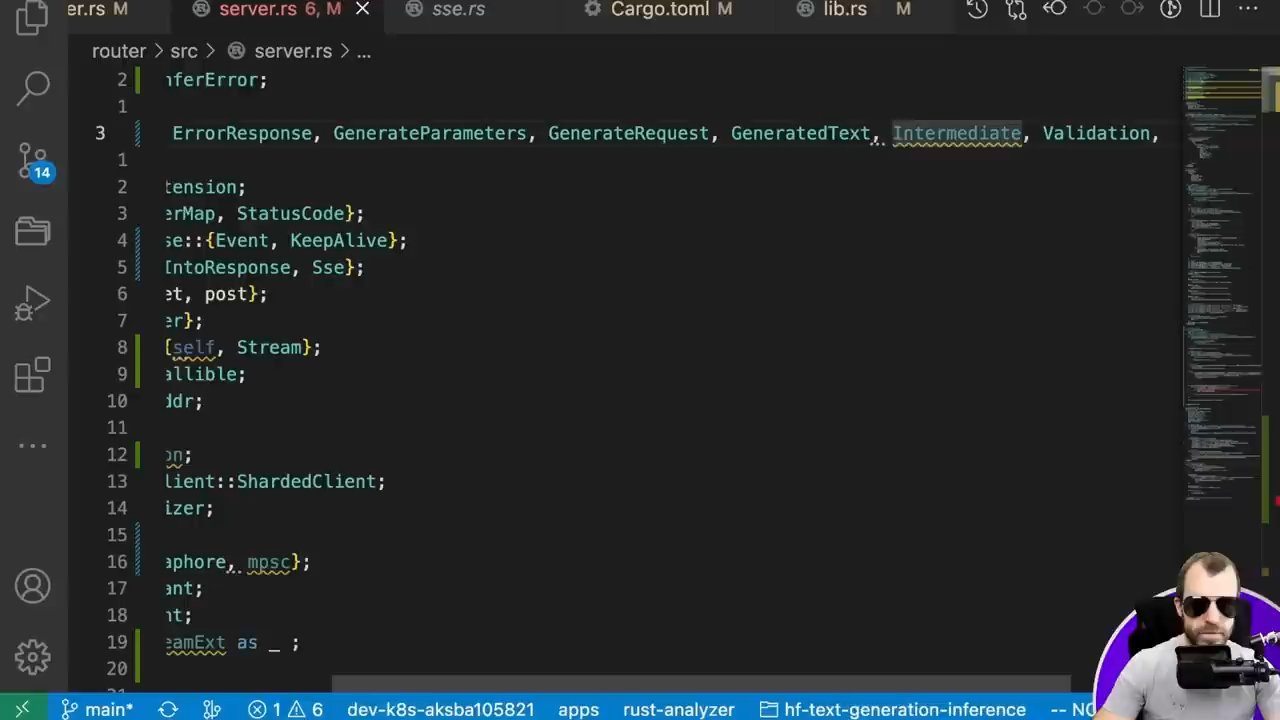 er.rs M
server.rs 6, M
sse.rs
Cargo.toml M
lib.rs M
router > src > server.rs > ...
2 nferError;
1
3 ErrorResponse, GenerateParameters, GenerateRequest, GeneratedText, Intermediate, Validation,
1
2 tension;
3 erMap, StatusCode};
4 se::{Event, KeepAlive};
5 IntoResponse, Sse};
6 et, post};
7 er};
8 {self, Stream};
9 allible;
10 ddr;
11
12 on;
13 lient::ShardedClient;
14 izer;
15
16 aphore, mpsc};
17 ant;
18 nt;
19 eamExt as _ ;
20
14
main* 1 6 dev-k8s-aksba105821 apps rust-analyzer hf-text-generation-inference -- NO